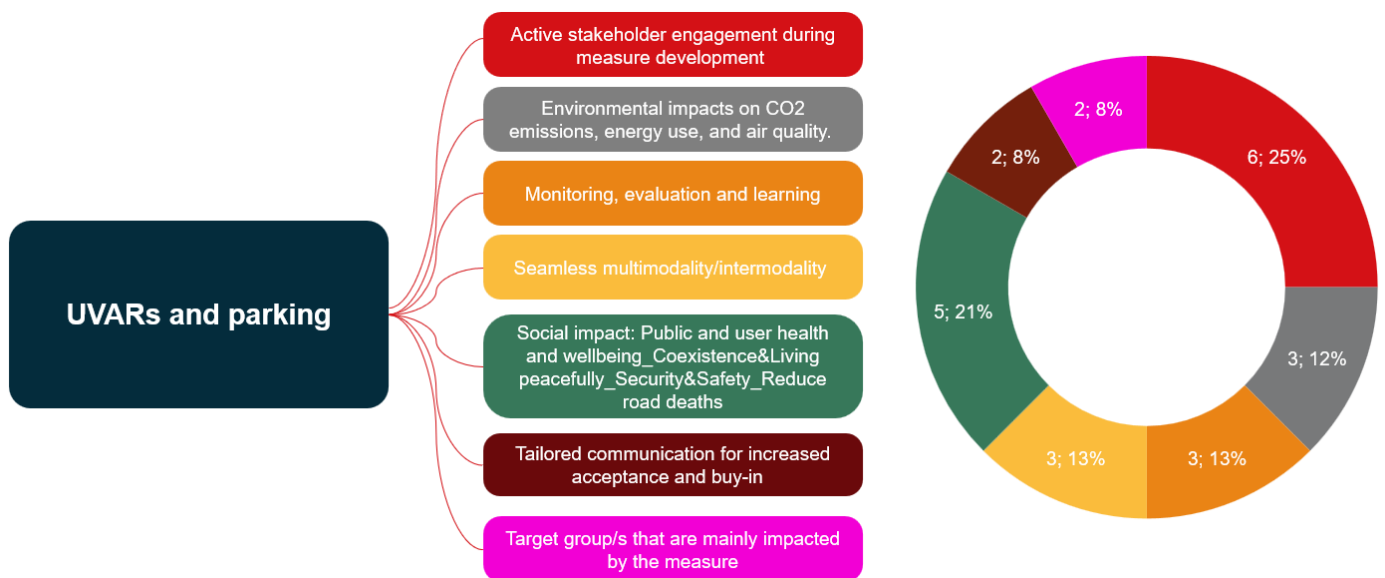 UVARs and parking
Active stakeholder engagement during
measure development
Environmental impacts on CO2
emissions, energy use, and air quality.
Monitoring, evaluation and learning
Seamless multimodality/intermodality
Social impact: Public and user health
and wellbeing_Coexistence&Living
peacefully_Security&Safety_Reduce
road deaths
Tailored communication for increased
acceptance and buy-in
Target group/s that are mainly impacted
by the measure
6; 25%
3; 12%
3; 13%
3; 13%
5; 21%
2; 8%
2; 8%